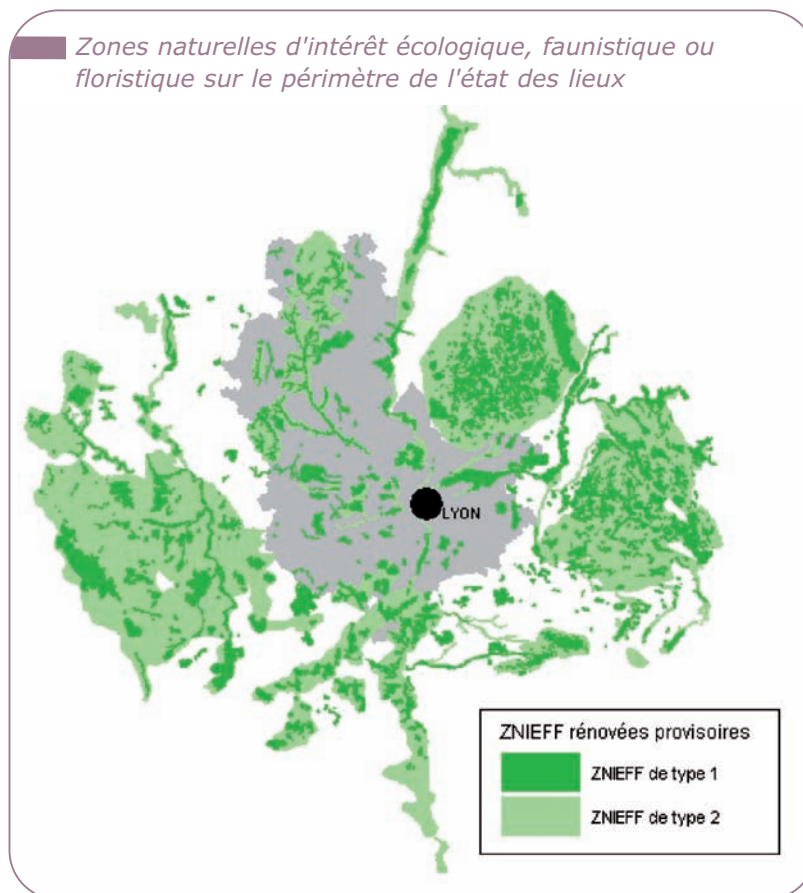 Zones naturelles d'intérêt écologique, faunistique ou
floristique sur le périmètre de l'état des lieux
LYON
ZNIEFF rénovées provisoires
ZNIEFF de type 1
ZNIEFF de type 2